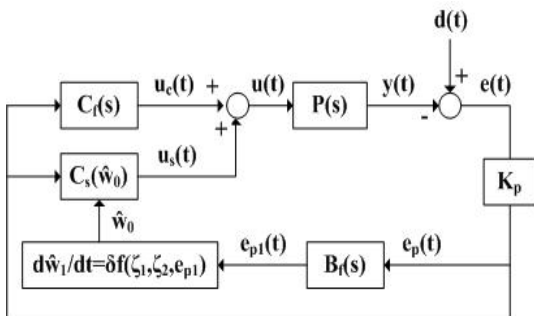 d(t)
C_f(s) u_c(t) + u(t) P(s) y(t) + e(t)
+ -
C_s(ŵ_0) u_s(t) K_p
ŵ_0 e_p1(t) e_p(t)
dŵ_1/dt=δf(ζ_1,ζ_2,e_p1) B_f(s)